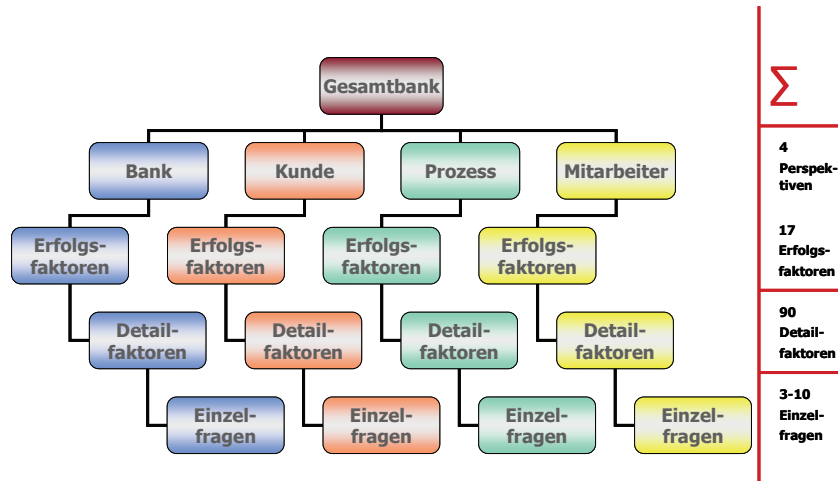 Gesamtbank
Σ
Bank
Kunde
Prozess
Mitarbeiter
4
Perspek-
tiven
Erfolgs-
faktoren
Erfolgs-
faktoren
Erfolgs-
faktoren
Erfolgs-
faktoren
17
Erfolgs-
faktoren
Detail-
faktoren
Detail-
faktoren
Detail-
faktoren
Detail-
faktoren
90
Detail-
faktoren
Einzel-
fragen
Einzel-
fragen
Einzel-
fragen
Einzel-
fragen
3-10
Einzel-
fragen